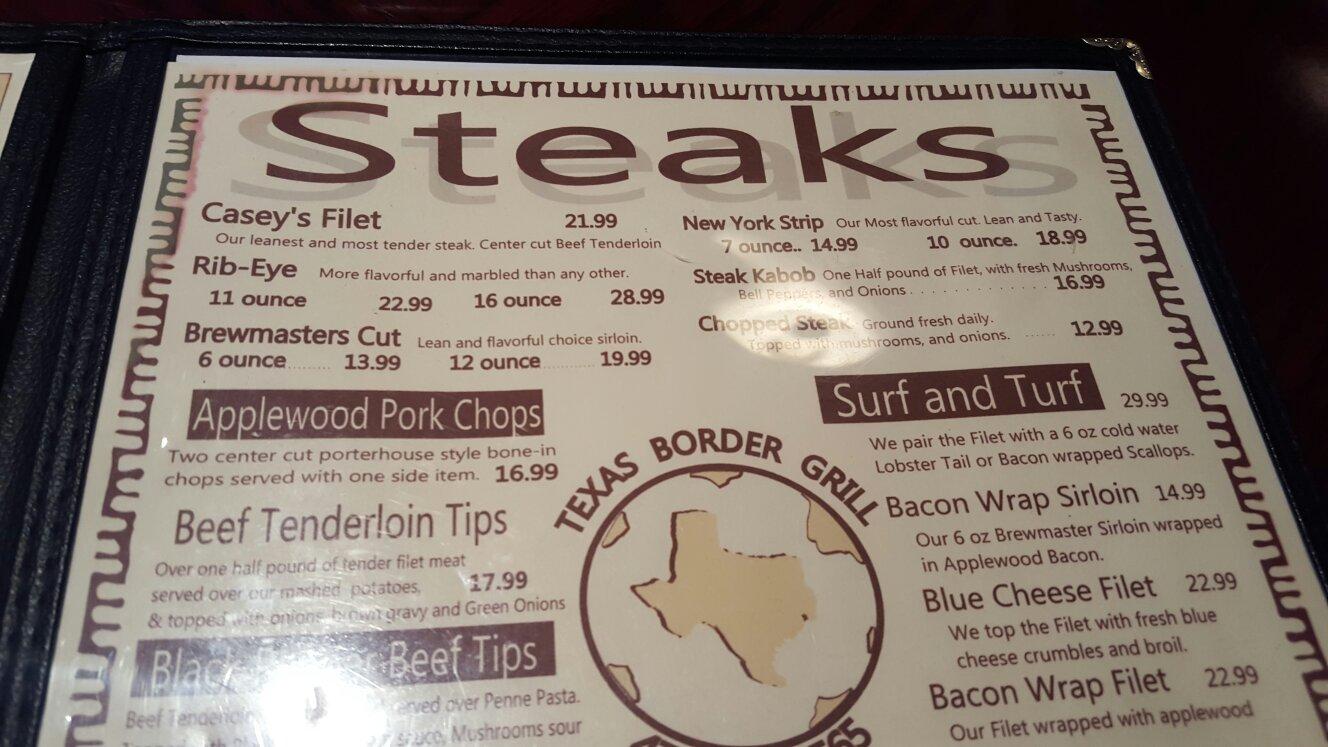 Steaks
Casey's Filet 21.99
Our leanest and most tender steak. Center cut Beef Tenderloin
Rib-Eye More flavorful and marbled than any other.
11 ounce 22.99 16 ounce 28.99
Brewmasters Cut Lean and flavorful choice sirloin.
6 ounce.......... 13.99 12 ounce............ 19.99
Applewood Pork Chops
Two center cut porterhouse style bone-in
chops served with one side item. 16.99
Beef Tenderloin Tips
Over one half pound of tender filet meat
served over our mashed potatoes, 17.99
& topped with onions brown gravy and Green Onions
Black Beef Tips
Beef served over Penne Pasta.
sauce, Mushrooms sour
New York Strip Our Most flavorful cut. Lean and Tasty.
7 ounce.. 14.99 10 ounce. 18.99
Steak Kabob One Half pound of Filet, with fresh Mushrooms,
Bell Peppers, and Onions . . . . . . . . . . . . . 16.99
Chopped Steak Ground fresh daily.
Topped with mushrooms, and onions. ...... 12.99
Surf and Turf 29.99
We pair the Filet with a 6 oz cold water
Lobster Tail or Bacon wrapped Scallops.
TEXAS BORDER GRILL
Bacon Wrap Sirloin 14.99
Our 6 oz Brewmaster Sirloin wrapped
in Applewood Bacon.
Blue Cheese Filet 22.99
We top the Filet with fresh blue
cheese crumbles and broil.
Bacon Wrap Filet 22.99
Our Filet wrapped with applewood